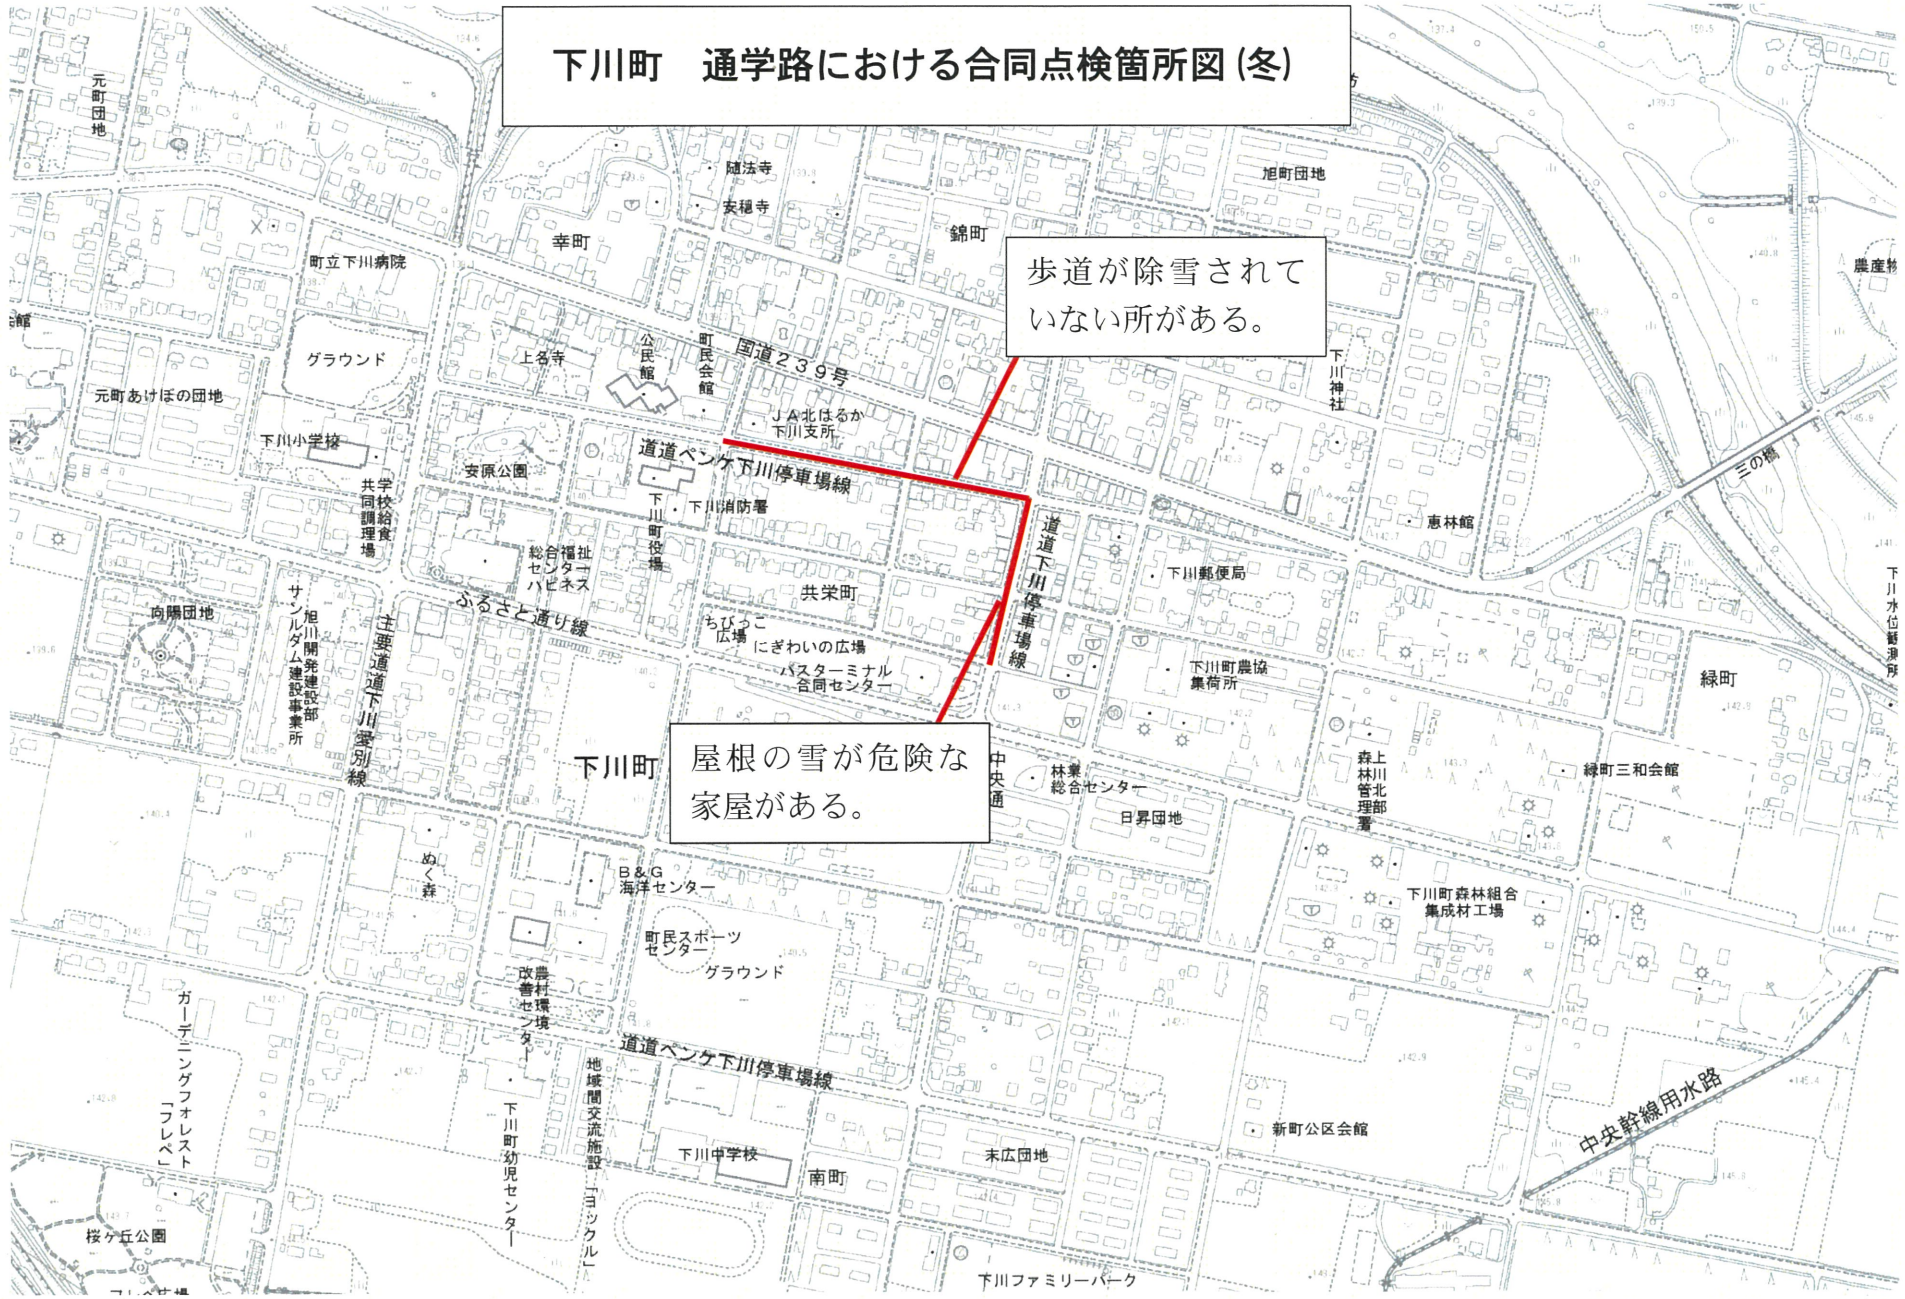 下川町 通学路における合同点検箇所図(冬)
元町団地
随法寺
安穏寺
旭町団地
幸町
錦町
町立下川病院
歩道が除雪されて
いない所がある。
農産物
会館
グラウンド
上名寺
公民館
町民会館
国道239号
下川神社
元町あけぼの団地
JA北はるか
下川支所
下川小学校
安原公園
道道ペンケ下川停車場線
三の橋
学校給食
共同調理場
下川町役場
下川消防署
道道下川停車場線
恵林館
総合福祉
センター
ハピネス
共栄町
下川郵便局
下川水位観測所
向陽団地
ふるさと通り線
ちびっこ
広場
にぎわいの広場
旭川開発建設部
サンルダム建設事業所
主要道道下川愛別線
バスターミナル
合同センター
下川町農協
集荷所
緑町
下川町
屋根の雪が危険な
家屋がある。
中央通
林業
総合センター
上川北部
森林管理署
緑町三和会館
日昇団地
ぬく森
B&G
海洋センター
下川町森林組合
集成材工場
町民スポーツ
センター
グラウンド
農村環境
改善センター
ガーデニングフォレスト
「フレペ」
道道ペンケ下川停車場線
地域間交流施設「ヨックル」
下川町幼児センター
中央幹線用水路
新町公区会館
下川中学校
南町
末広団地
桜ヶ丘公園
下川ファミリーパーク